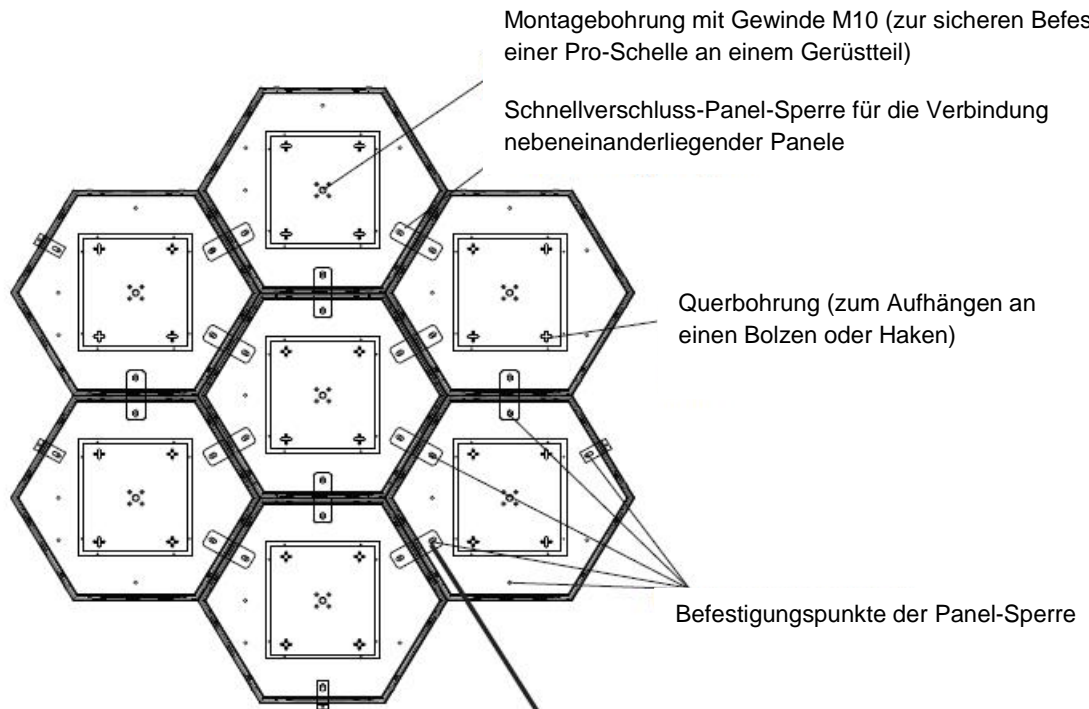 Montagebohrung mit Gewinde M10 (zur sicheren Befes
einer Pro-Schelle an einem Gerüstteil)
Schnellverschluss-Panel-Sperre für die Verbindung
nebeneinanderliegender Panele
Querbohrung (zum Aufhängen an
einen Bolzen oder Haken)
Befestigungspunkte der Panel-Sperre